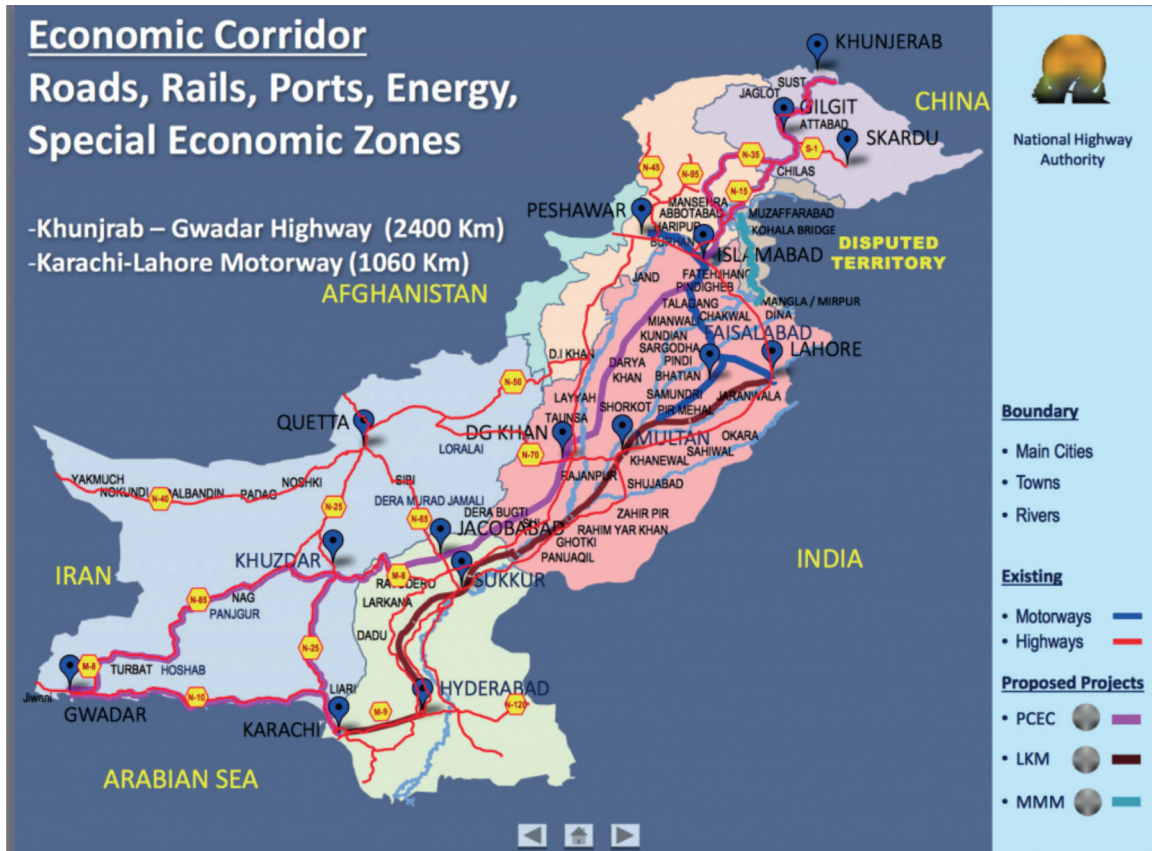 Economic Corridor
Roads, Rails, Ports, Energy,
Special Economic Zones
-Khunjrab – Gwadar Highway (2400 Km)
-Karachi-Lahore Motorway (1060 Km)
KHUNJERAB
SUST
JAGLOT
GILGIT
CHINA
ATTABAD
SKARDU
N-45
N-95
N-35
S-1
CHILAS
N-15
MANSEHRA
PESHAWAR
ABBOTABAD
MUZAFFARABAD
HARIPUR
KOHALA BRIDGE
BURHAN
ISLAMABAD
DISPUTED
TERRITORY
AFGHANISTAN
JAND
FATEHJHANG
PINDIGHEB
TALAGANG
MANGLA / MIRPUR
CHAKWAL
DINA
MIANWALI
KUNDIAN
FAISALABAD
SARGODHA
LAHORE
D.I KHAN
DARYA
KHAN
PINDI
BHATIAN
N-50
LAYYAH
SAMUNDRI
JARANWALA
SHORKOT
PIR MEHAL
TAUNSA
QUETTA
DG KHAN
MULTAN
OKARA
LORALAI
N-70
SAHIWAL
KHANEWAL
RAJANPUR
YAKMUCH
NOSHKI
SIBI
SHUJABAD
NOKUNDI
N-40
DALBANDIN
PADAG
DERA MURAD JAMALI
N-25
N-65
DERA BUGTI
ZAHIR PIR
SHI
JACOBABAD
RAHIM YAR KHAN
GHOTKI
PANUAQIL
KHUZDAR
INDIA
IRAN
M-8
RATODERO
SUKKUR
NAG
LARKANA
N-85
PANJGUR
DADU
N-25
M-8
TURBAT
HOSHAB
Jiwani
GWADAR
N-10
LIARI
HYDERABAD
M-9
N-120
KARACHI
ARABIAN SEA
National Highway
Authority
Boundary
• Main Cities
• Towns
• Rivers
Existing
• Motorways
• Highways
Proposed Projects
• PCEC
• LKM
• MMM